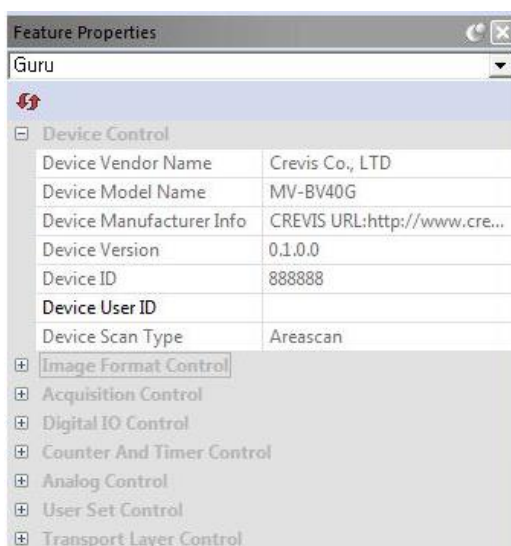 Feature Properties
Guru
Device Control
Device Vendor Name Crevis Co., LTD
Device Model Name MV-BV40G
Device Manufacturer Info CREVIS URL:http://www.cre...
Device Version 0.1.0.0
Device ID 888888
Device User ID
Device Scan Type Areascan
Image Format Control
Acquisition Control
Digital IO Control
Counter And Timer Control
Analog Control
User Set Control
Transport Layer Control